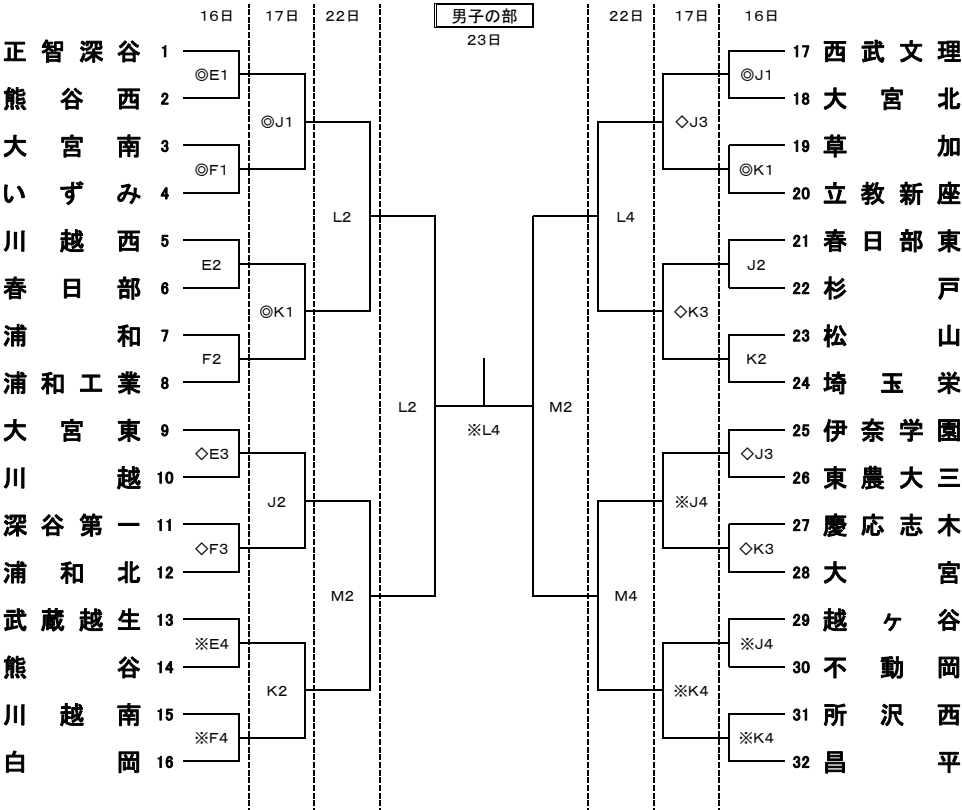 男子の部
16日 17日 22日 23日 22日 17日 16日
正智深谷 1
◎E1
熊谷西 2
◎J1
大宮南 3
◎F1
いずみ 4
L2
川越西 5
E2
春日部 6
◎K1
浦和 7
F2
浦和工業 8
L2
大宮東 9
◇E3
川越 10
J2
深谷第一 11
◇F3
浦和北 12
M2
武蔵越生 13
※E4
熊谷 14
K2
川越南 15
※F4
白岡 16
※L4
17 西武文理
◎J1
18 大宮北
◇J3
19 草加
◎K1
20 立教新座
L4
21 春日部東
J2
22 杉戸
◇K3
23 松山
K2
24 埼玉栄
M2
25 伊奈学園
◇J3
26 東農大三
※J4
27 慶応志木
◇K3
28 大宮
M4
29 越ヶ谷
※J4
30 不動岡
※K4
31 所沢西
※K4
32 昌平